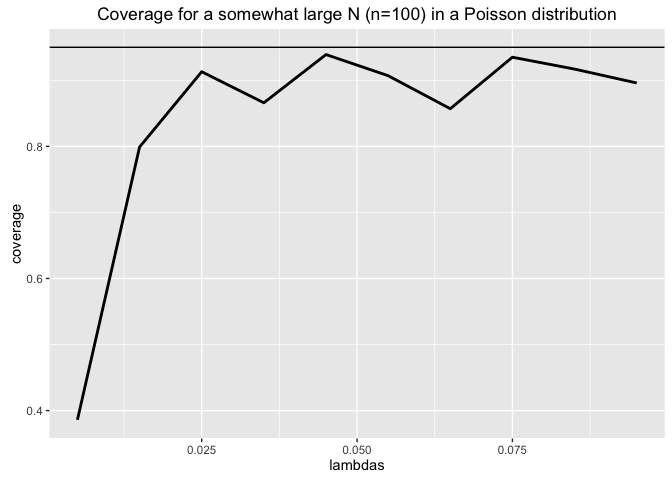 Coverage for a somewhat large N (n=100) in a Poisson distribution
coverage
0.8
0.6
0.4
0.025
0.050
0.075
lambdas